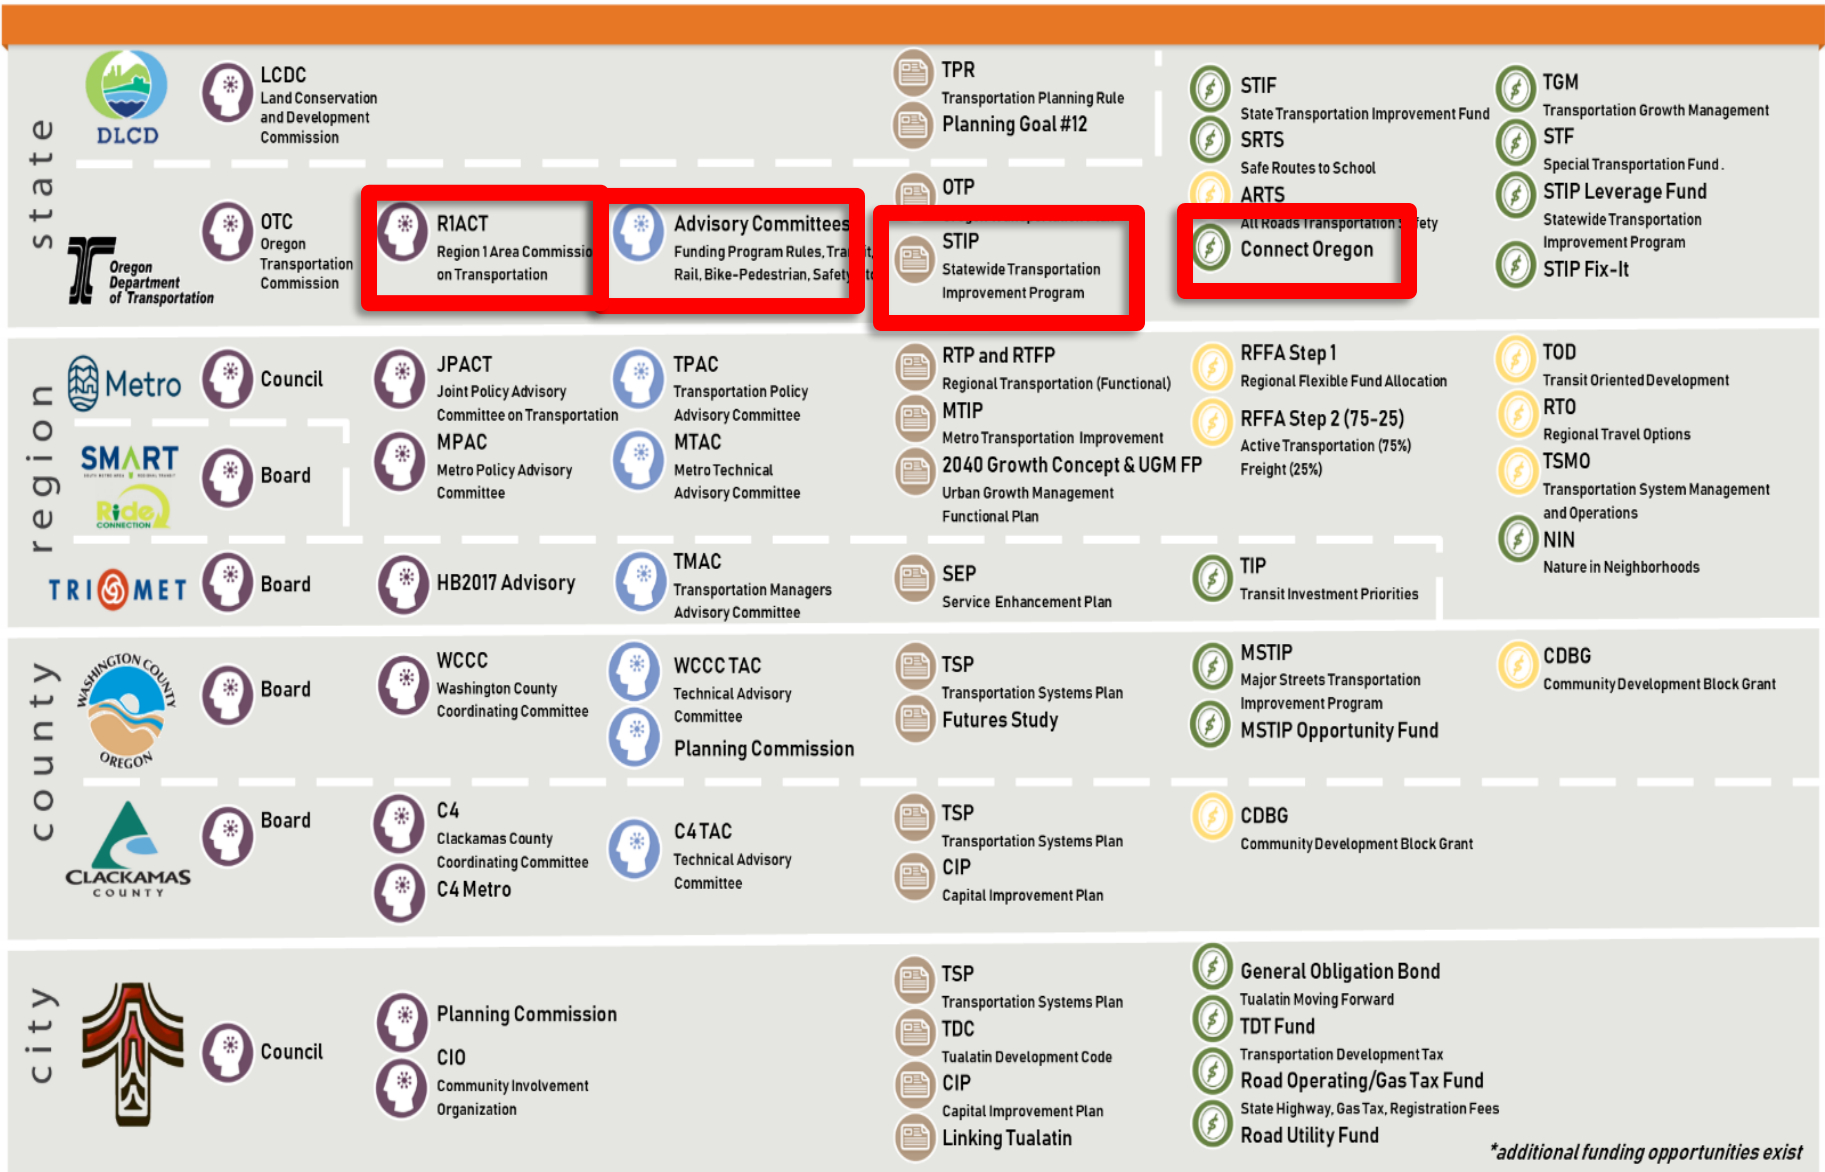 state
DLCD
LCDC
Land Conservation
and Development
Commission
TPR
Transportation Planning Rule
Planning Goal #12
STIF
State Transportation Improvement Fund
SRTS
Safe Routes to School
ARTS
All Roads Transportation Safety
Connect Oregon
TGM
Transportation Growth Management
STF
Special Transportation Fund .
STIP Leverage Fund
Statewide Transportation
Improvement Program
STIP Fix-It
Oregon
Department
of Transportation
OTC
Oregon
Transportation
Commission
R1ACT
Region 1 Area Commissio
on Transportation
Advisory Committees
Funding Program Rules, Transit,
Rail, Bike-Pedestrian, Safety
OTP
STIP
Statewide Transportation
Improvement Program
region
Metro
Council
JPACT
Joint Policy Advisory
Committee on Transportation
MPAC
Metro Policy Advisory
Committee
TPAC
Transportation Policy
Advisory Committee
MTAC
Metro Technical
Advisory Committee
RTP and RTFP
Regional Transportation (Functional)
MTIP
Metro Transportation Improvement
2040 Growth Concept & UGM FP
Urban Growth Management
Functional Plan
RFFA Step 1
Regional Flexible Fund Allocation
RFFA Step 2 (75-25)
Active Transportation (75%)
Freight (25%)
TOD
Transit Oriented Development
RTO
Regional Travel Options
TSMO
Transportation System Management
and Operations
NIN
Nature in Neighborhoods
SMART
Ride
CONNECTION
Board
TRI MET
Board
HB2017 Advisory
TMAC
Transportation Managers
Advisory Committee
SEP
Service Enhancement Plan
TIP
Transit Investment Priorities
county
WASHINGTON COUNTY
OREGON
Board
WCCC
Washington County
Coordinating Committee
WCCC TAC
Technical Advisory
Committee
Planning Commission
TSP
Transportation Systems Plan
Futures Study
MSTIP
Major Streets Transportation
Improvement Program
MSTIP Opportunity Fund
CDBG
Community Development Block Grant
CLACKAMAS
COUNTY
Board
C4
Clackamas County
Coordinating Committee
C4 Metro
C4 TAC
Technical Advisory
Committee
TSP
Transportation Systems Plan
CIP
Capital Improvement Plan
CDBG
Community Development Block Grant
city
Council
Planning Commission
CIO
Community Involvement
Organization
TSP
Transportation Systems Plan
TDC
Tualatin Development Code
CIP
Capital Improvement Plan
Linking Tualatin
General Obligation Bond
Tualatin Moving Forward
TDT Fund
Transportation Development Tax
Road Operating/Gas Tax Fund
State Highway, Gas Tax, Registration Fees
Road Utility Fund
*additional funding opportunities exist